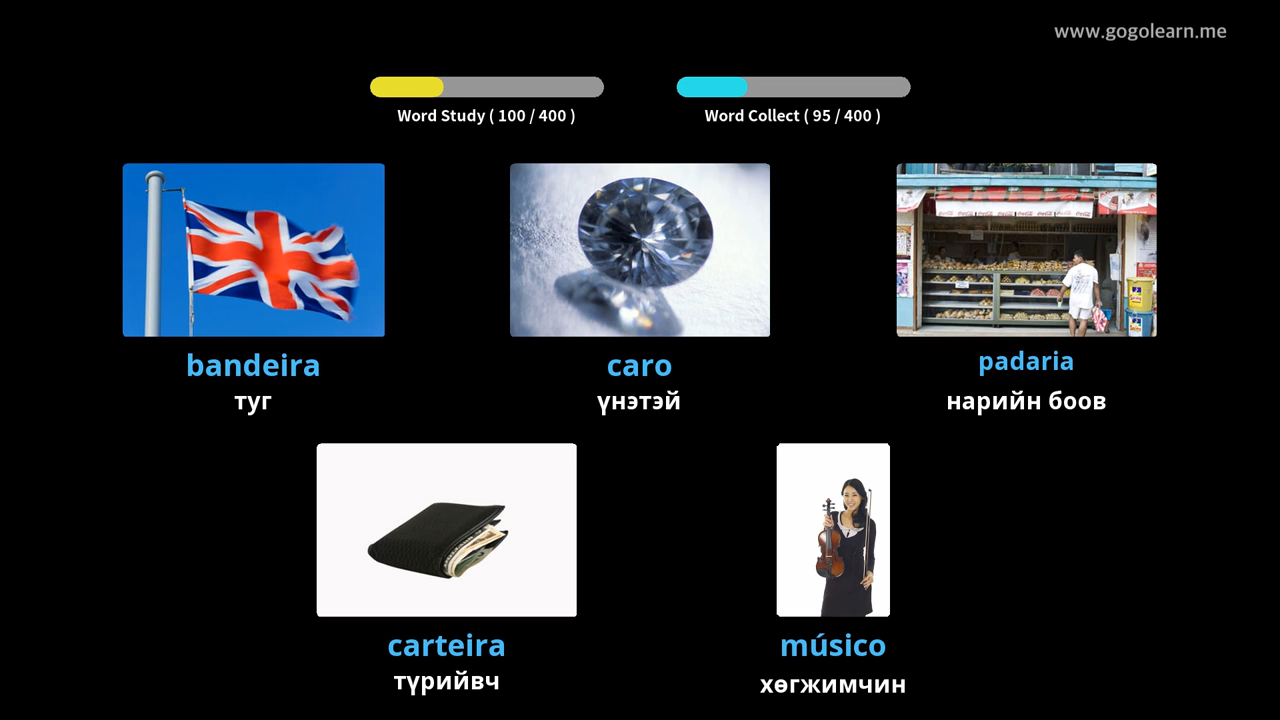 www.gogolearn.me
Word Study ( 100 / 400 )
Word Collect ( 95 / 400 )
bandeira
туг
caro
үнэтэй
padaria
нарийн боов
carteira
түрийвч
músico
хөгжимчин